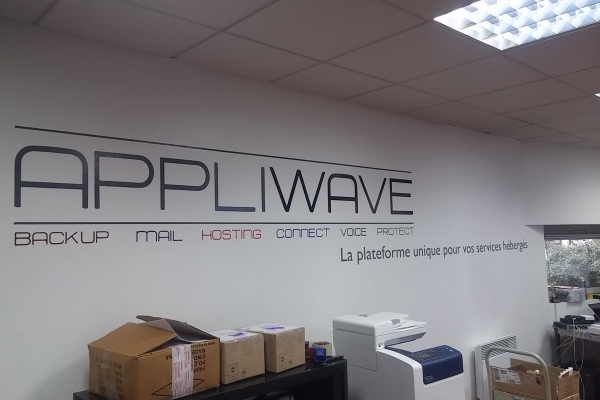 APPLIWAVE
BACKUP MAIL HOSTING CONNECT VOICE PROTECT
La plateforme unique pour vos services hébergés